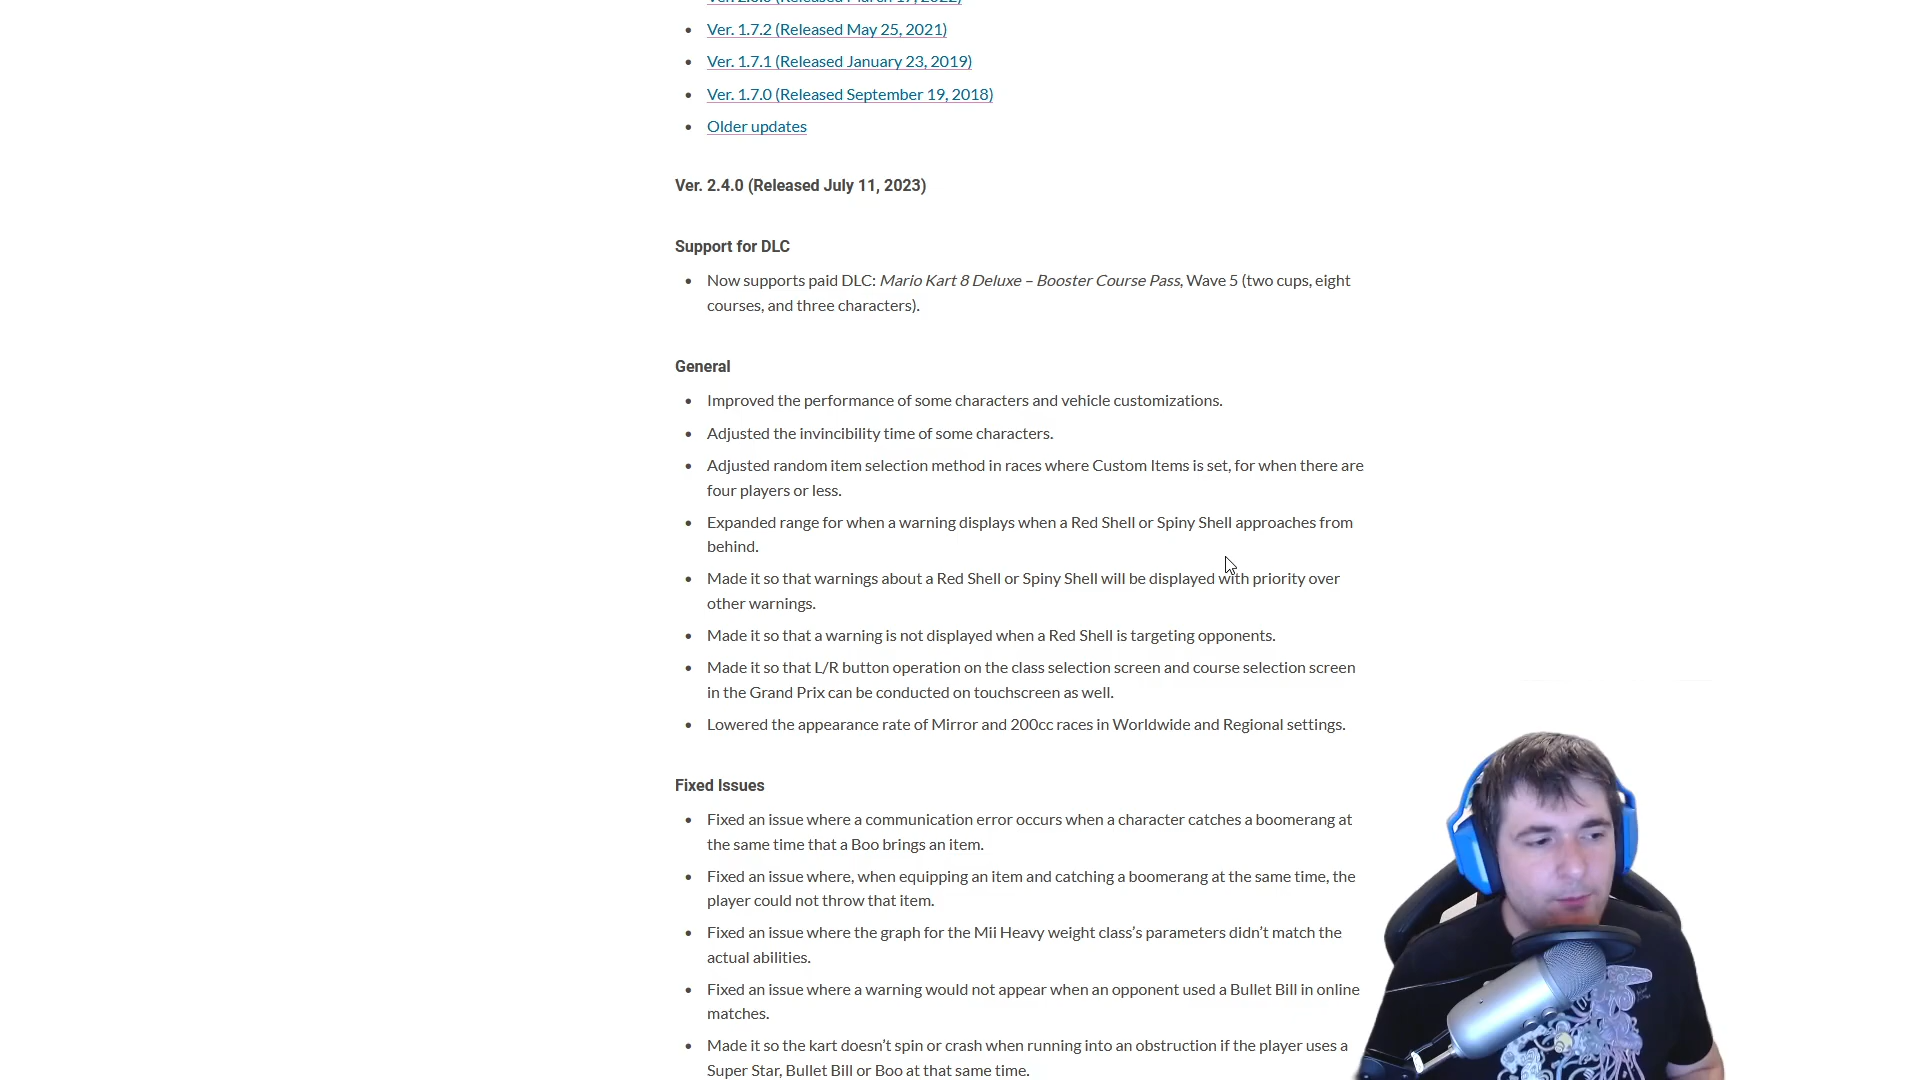 Ver. 1.7.2 (Released May 25, 2021)
Ver. 1.7.1 (Released January 23, 2019)
Ver. 1.7.0 (Released September 19, 2018)
Older updates
Ver. 2.4.0 (Released July 11, 2023)
Support for DLC
Now supports paid DLC: Mario Kart 8 Deluxe – Booster Course Pass, Wave 5 (two cups, eight
courses, and three characters).
General
Improved the performance of some characters and vehicle customizations.
Adjusted the invincibility time of some characters.
Adjusted random item selection method in races where Custom Items is set, for when there are
four players or less.
Expanded range for when a warning displays when a Red Shell or Spiny Shell approaches from
behind.
Made it so that warnings about a Red Shell or Spiny Shell will be displayed with priority over
other warnings.
Made it so that a warning is not displayed when a Red Shell is targeting opponents.
Made it so that L/R button operation on the class selection screen and course selection screen
in the Grand Prix can be conducted on touchscreen as well.
Lowered the appearance rate of Mirror and 200cc races in Worldwide and Regional settings.
Fixed Issues
Fixed an issue where a communication error occurs when a character catches a boomerang at
the same time that a Boo brings an item.
Fixed an issue where, when equipping an item and catching a boomerang at the same time, the
player could not throw that item.
Fixed an issue where the graph for the Mii Heavy weight class’s parameters didn’t match the
actual abilities.
Fixed an issue where a warning would not appear when an opponent used a Bullet Bill in online
matches.
Made it so the kart doesn’t spin or crash when running into an obstruction if the player uses a
Super Star, Bullet Bill or Boo at that same time.